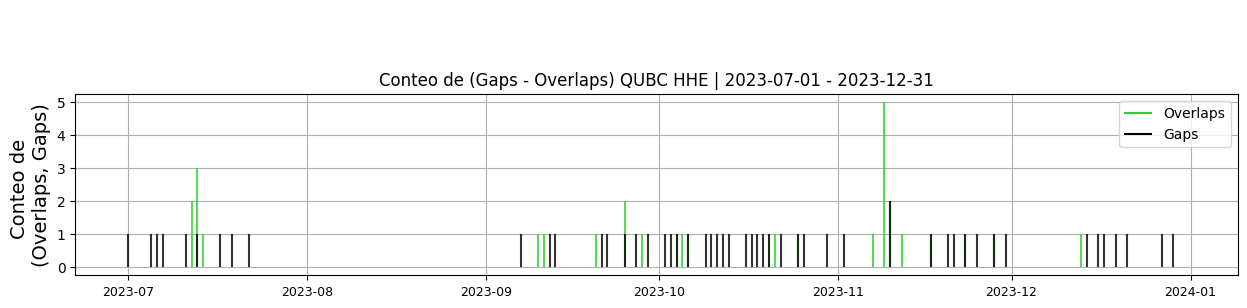 Conteo de (Gaps - Overlaps) QUBC HHE | 2023-07-01 - 2023-12-31
Conteo de
(Overlaps, Gaps)
5
4
3
2
1
0
Overlaps
Gaps
2023-07
2023-08
2023-09
2023-10
2023-11
2023-12
2024-01